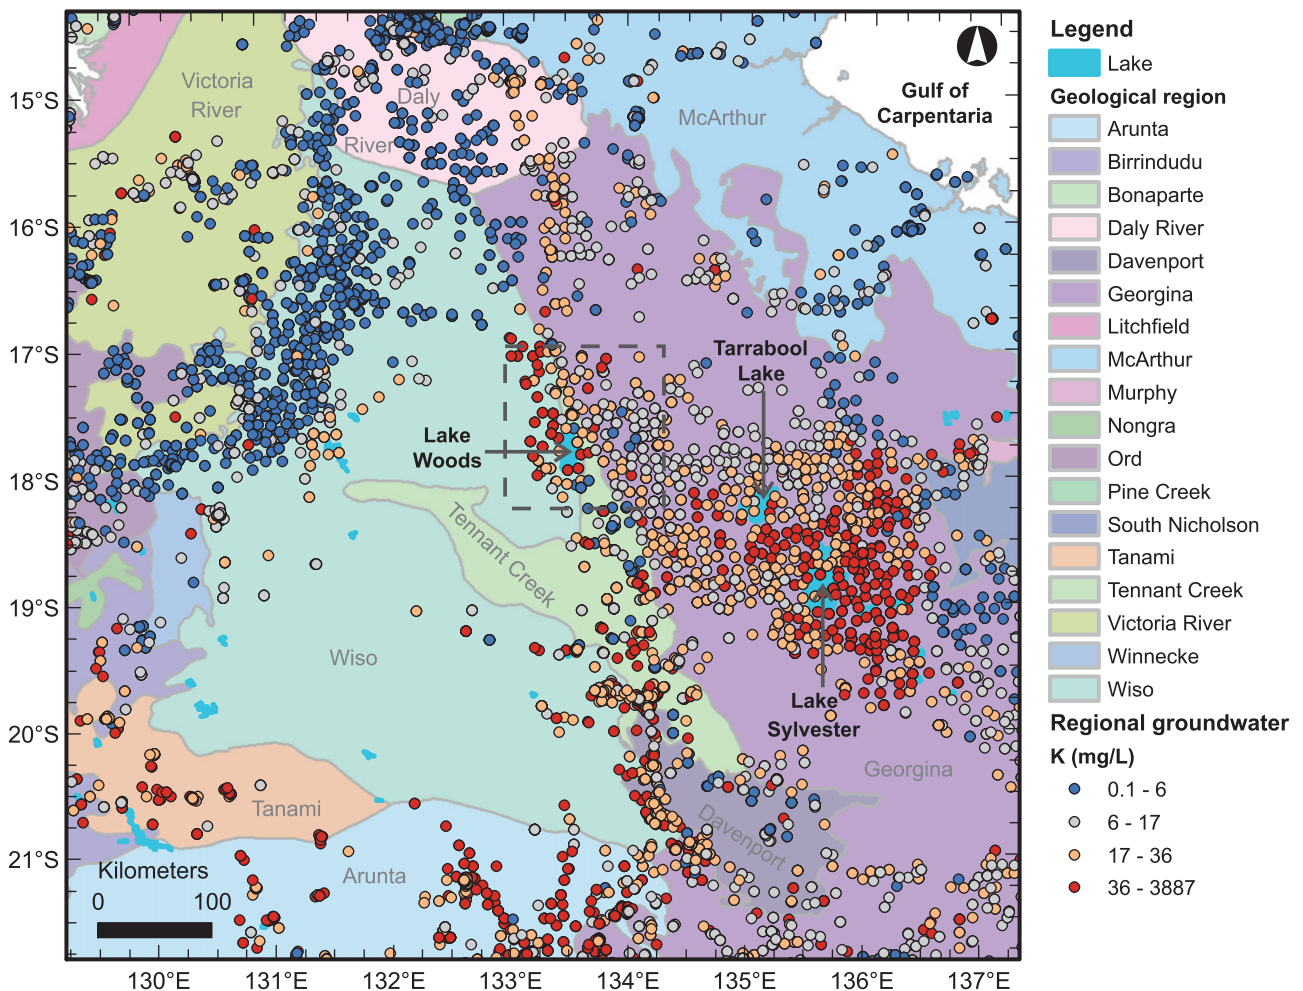 Victoria
River
Daly
River
McArthur
Gulf of
Carpentaria
Tarrabool
Lake
Lake
Woods
Tennant Creek
Wiso
Lake
Sylvester
Georgina
Tanami
Davenport
Arunta
Kilometers
0 100
15°S
16°S
17°S
18°S
19°S
20°S
21°S
130°E 131°E 132°E 133°E 134°E 135°E 136°E 137°E
Legend
Lake
Geological region
Arunta
Birrindudu
Bonaparte
Daly River
Davenport
Georgina
Litchfield
McArthur
Murphy
Nongra
Ord
Pine Creek
South Nicholson
Tanami
Tennant Creek
Victoria River
Winnecke
Wiso
Regional groundwater
K (mg/L)
0.1 - 6
6 - 17
17 - 36
36 - 3887